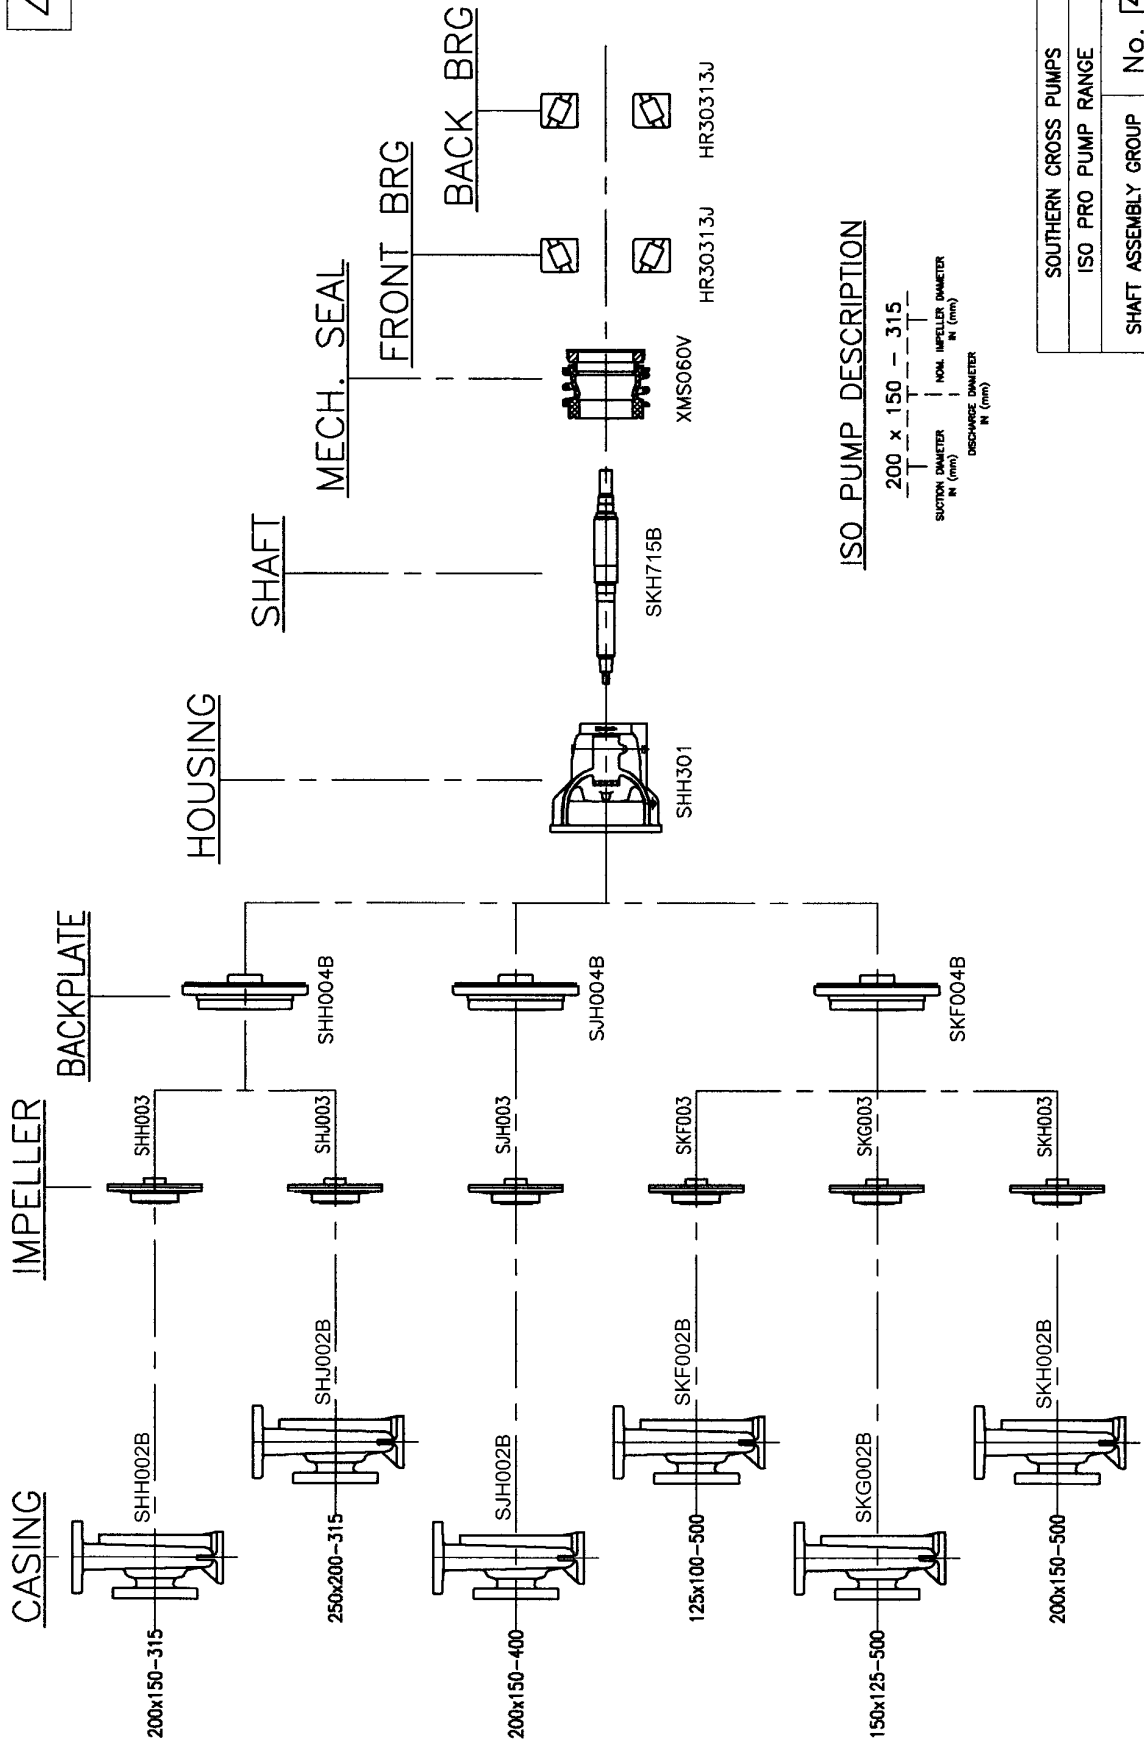 4
CASING
IMPELLER
BACKPLATE
HOUSING
SHAFT
MECH. SEAL
FRONT BRG
BACK BRG
200x150-315
SHH002B
SHH003
SHH004B
250x200-315
SHJ002B
SHJ003
200x150-400
SJH002B
SJH003
SJH004B
125x100-500
SKF002B
SKF003
150x125-500
SKG002B
SKG003
SKF004B
200x150-500
SKH002B
SKH003
SHH301
SKH715B
XMS060V
HR30313J
HR30313J
ISO PUMP DESCRIPTION
200 x 150 - 315
SUCTION DIAMETER
IN (mm)
DISCHARGE DIAMETER
IN (mm)
NOM. IMPELLER DIAMETER
IN (mm)
SOUTHERN CROSS PUMPS
ISO PRO PUMP RANGE
SHAFT ASSEMBLY GROUP No. 4